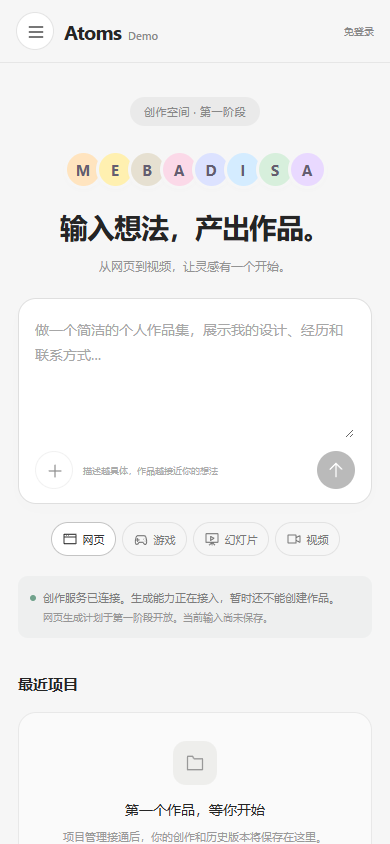 Atoms Demo
免登录
创作空间 · 第一阶段
M E B A D I S A
输入想法，产出作品。
从网页到视频，让灵感有一个开始。
做一个简洁的个人作品集，展示我的设计、经历和
联系方式...
描述越具体，作品越接近你的想法
网页 游戏 幻灯片 视频
创作服务已连接。生成能力正在接入，暂时还不能创建作品。
网页生成计划于第一阶段开放。当前输入尚未保存。
最近项目
第一个作品，等你开始
项目管理接通后，你的创作和历史版本将保存在这里。